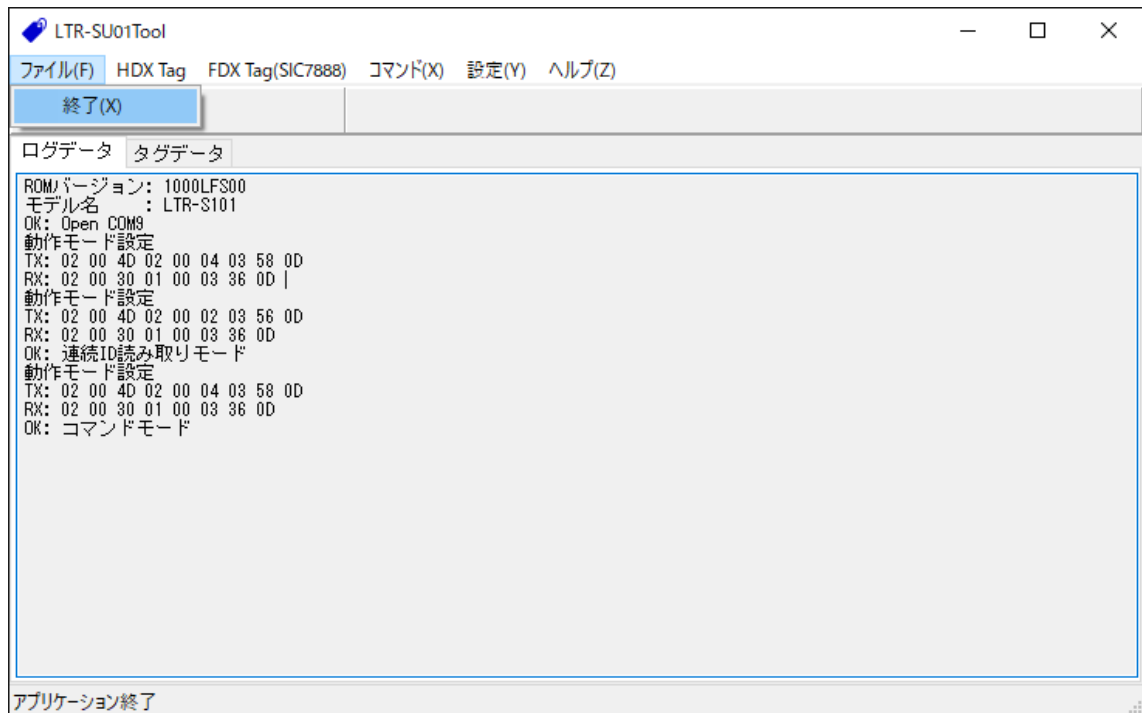 LTR-SU01Tool
ファイル(F) HDX Tag FDX Tag(SIC7888) コマンド(X) 設定(Y) ヘルプ(Z)
終了(X)
ログデータ タグデータ
ROMバージョン: 1000LFS00
モデル名 : LTR-S101
OK: Open COM9
動作モード設定
TX: 02 00 4D 02 00 04 03 58 0D
RX: 02 00 30 01 00 03 36 0D
動作モード設定
TX: 02 00 4D 02 00 02 03 56 0D
RX: 02 00 30 01 00 03 36 0D
OK: 連続ID読み取りモード
動作モード設定
TX: 02 00 4D 02 00 04 03 58 0D
RX: 02 00 30 01 00 03 36 0D
OK: コマンドモード
アプリケーション終了